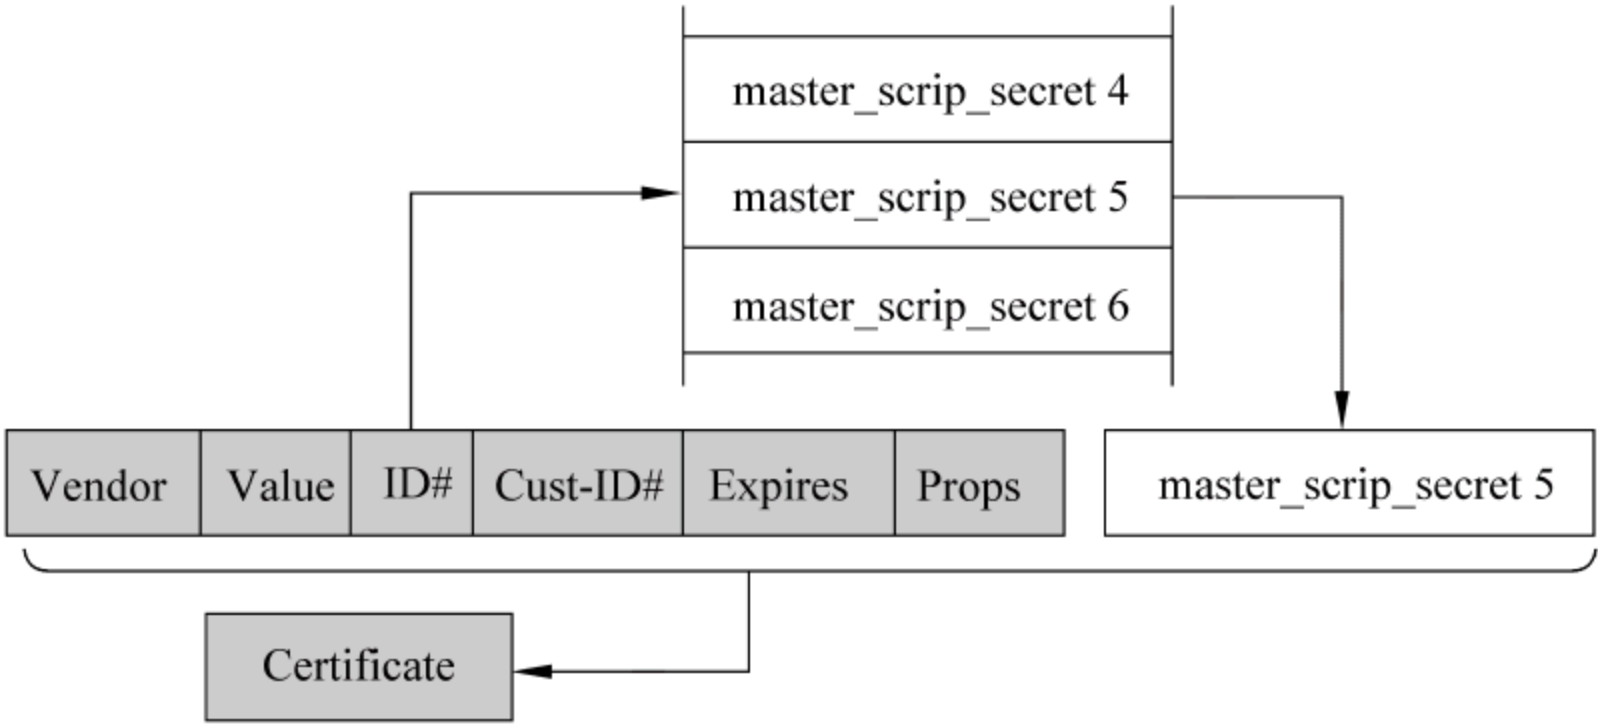 master_scrip_secret 4
master_scrip_secret 5
master_scrip_secret 6
Vendor Value ID# Cust-ID# Expires Props master_scrip_secret 5
Certificate